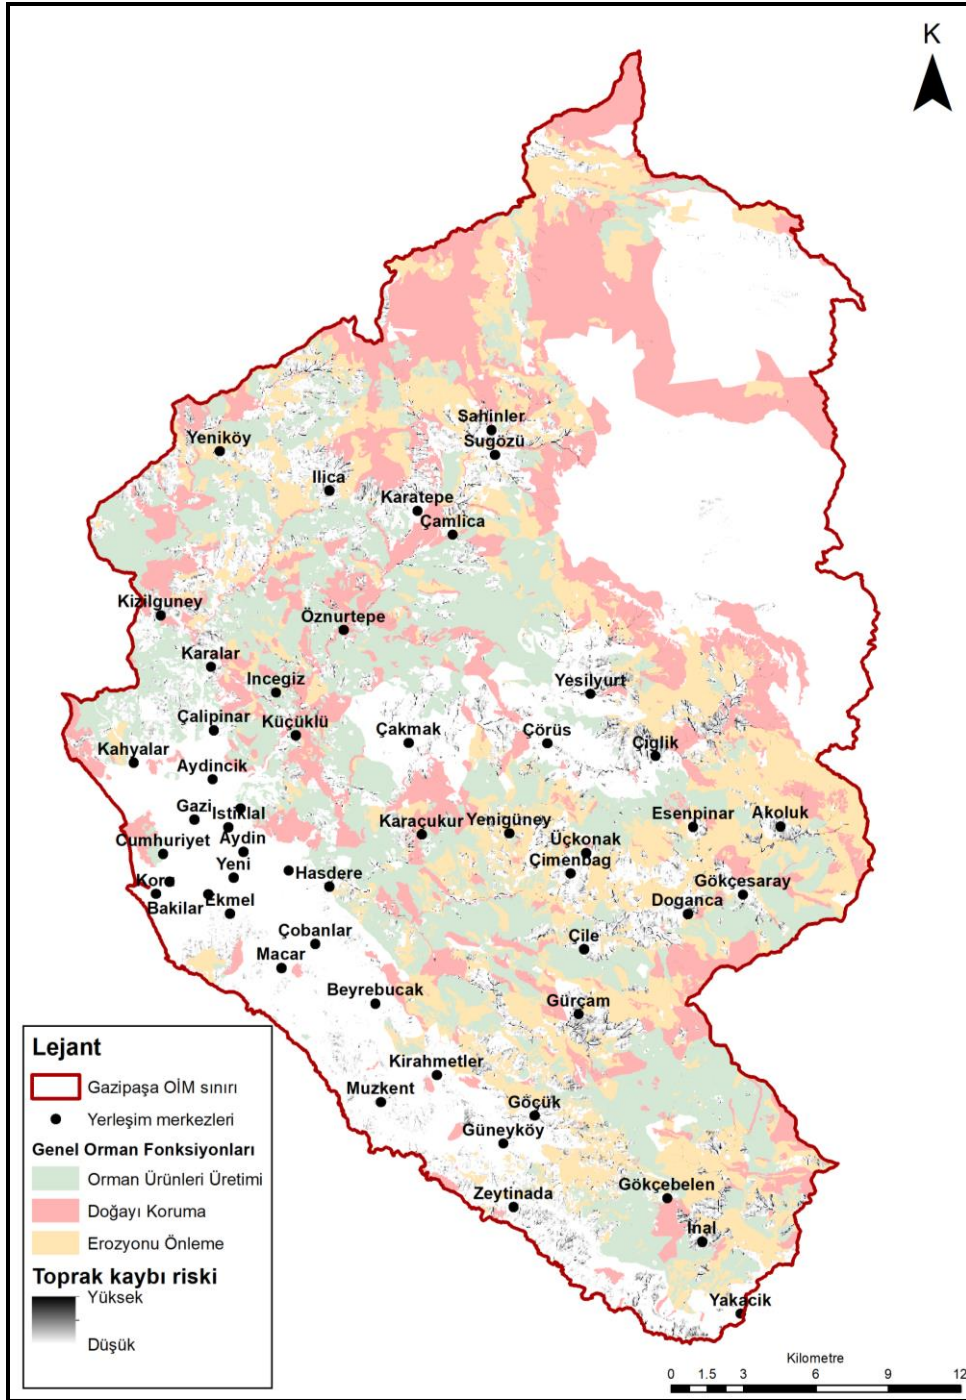 K
Sahinler
Sugözü
Yeniköy
Ilica
Karatepe
Çamlica
Kizilguney
Öznurtepe
Karalar
Incegiz
Yesilyurt
Çalipinar
Küçüklü
Çakmak
Çörüs
Çiglik
Kahyalar
Aydincik
Gazi
Istiklal
Karaçukur
Yenigüney
Esenpinar
Akoluk
Cumhuriyet
Aydin
Üçkonak
Çimenbag
Yeni
Hasdere
Koru
Gökçesaray
Bakilar
Ekmel
Doganca
Çobanlar
Çile
Macar
Beyrebucak
Gürçam
Kirahmetler
Muzkent
Göçük
Güneyköy
Zeytinada
Gökçebelen
Inal
Yakacik
Lejant
Gazipaşa OİM sınırı
Yerleşim merkezleri
Genel Orman Fonksiyonları
Orman Ürünleri Üretimi
Doğayı Koruma
Erozyonu Önleme
Toprak kaybı riski
Yüksek
Düşük
Kilometre
0 1.5 3 6 9 12